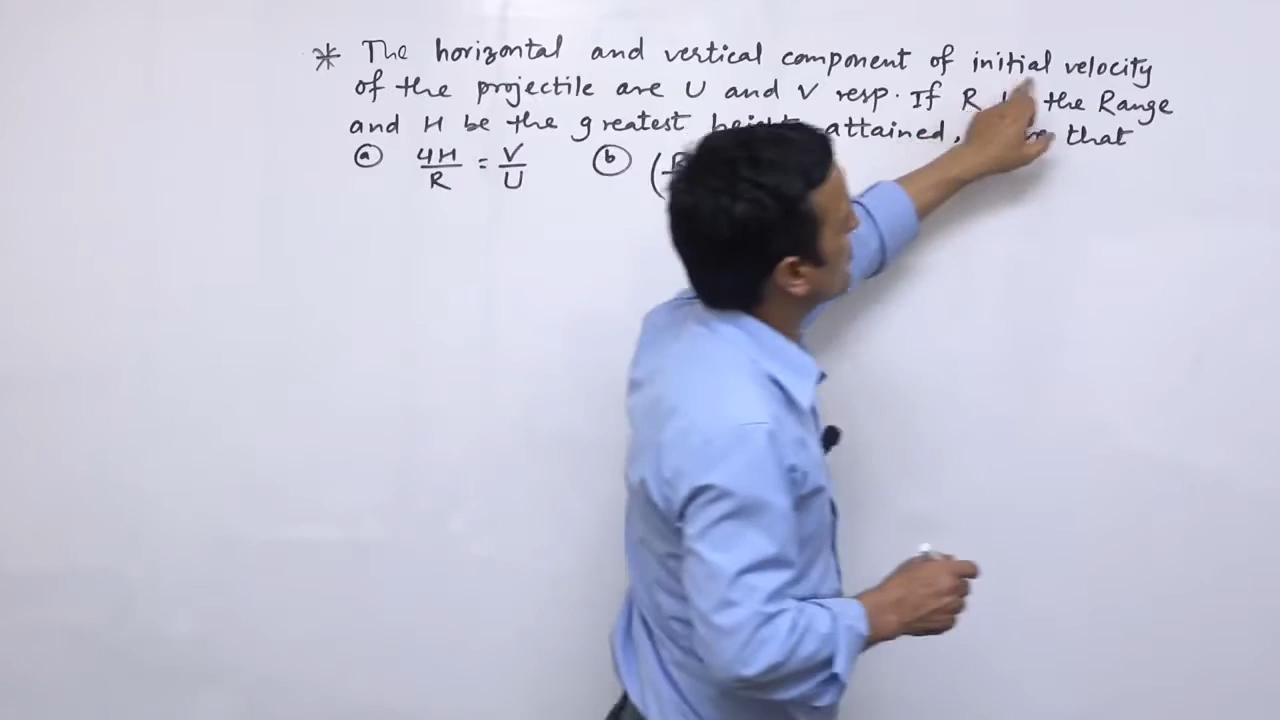 * The horizontal and vertical component of initial velocity
of the projectile are U and V resp. If R the Range
and H be the greatest height attained, that
(a) 4H/R = V/U (b) (